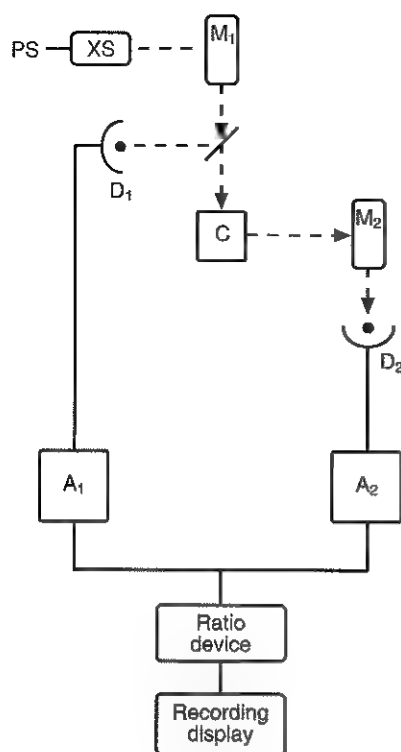 PS
XS
M₁
D₁
C
M₂
D₂
A₁
A₂
Ratio
device
Recording
display